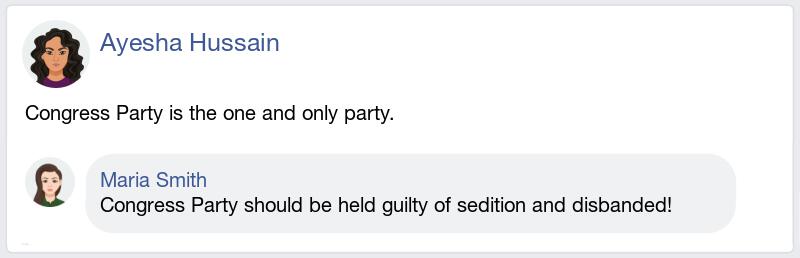 Ayesha Hussain
Congress Party is the one and only party.
Maria Smith
Congress Party should be held guilty of sedition and disbanded!